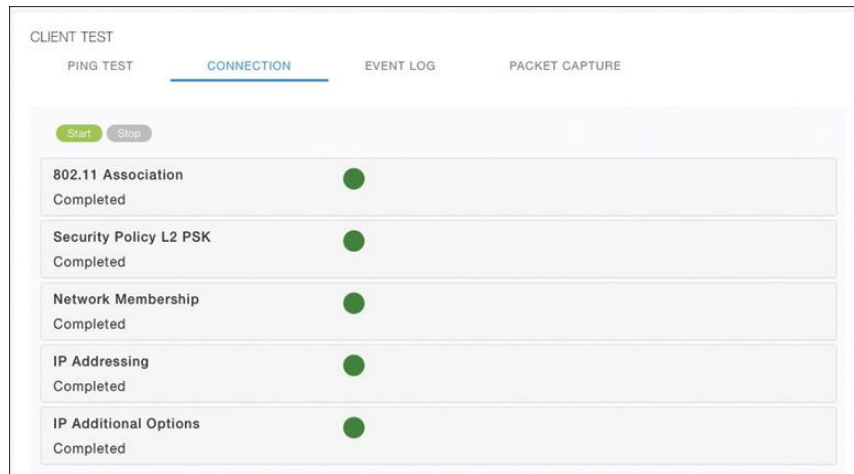 CLIENT TEST
PING TEST CONNECTION EVENT LOG PACKET CAPTURE
Start Stop
802.11 Association
Completed
Security Policy L2 PSK
Completed
Network Membership
Completed
IP Addressing
Completed
IP Additional Options
Completed